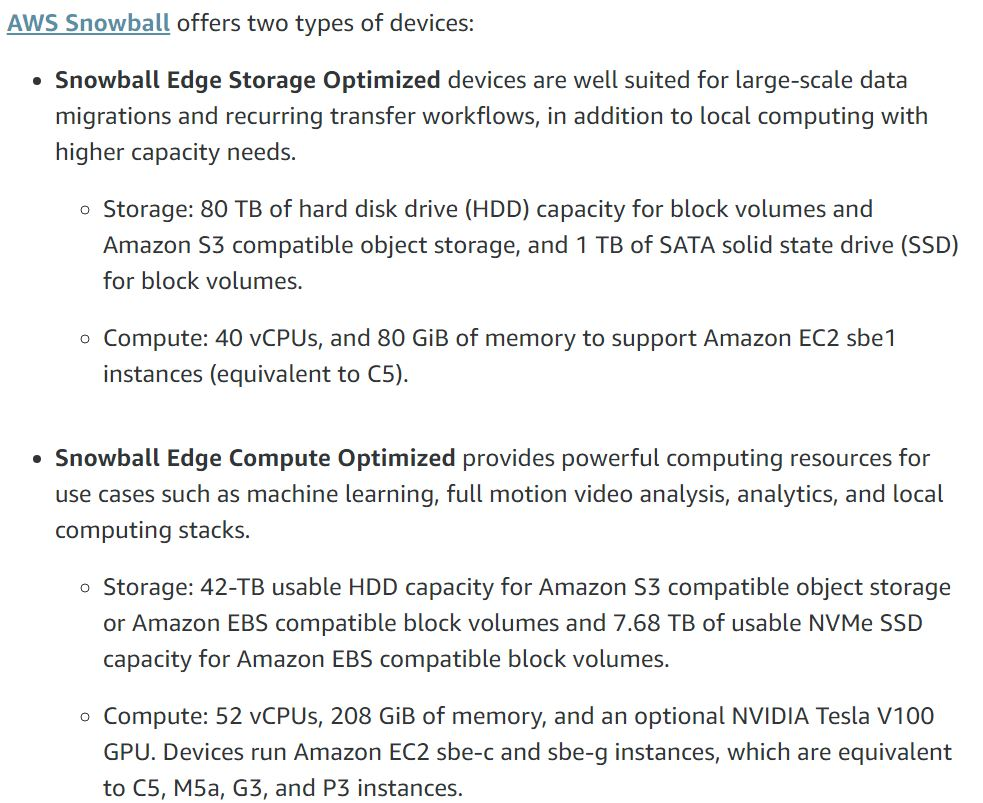 AWS Snowball offers two types of devices:
• Snowball Edge Storage Optimized devices are well suited for large-scale data
migrations and recurring transfer workflows, in addition to local computing with
higher capacity needs.
◦ Storage: 80 TB of hard disk drive (HDD) capacity for block volumes and
Amazon S3 compatible object storage, and 1 TB of SATA solid state drive (SSD)
for block volumes.
◦ Compute: 40 vCPUs, and 80 GiB of memory to support Amazon EC2 sbe1
instances (equivalent to C5).
• Snowball Edge Compute Optimized provides powerful computing resources for
use cases such as machine learning, full motion video analysis, analytics, and local
computing stacks.
◦ Storage: 42-TB usable HDD capacity for Amazon S3 compatible object storage
or Amazon EBS compatible block volumes and 7.68 TB of usable NVMe SSD
capacity for Amazon EBS compatible block volumes.
◦ Compute: 52 vCPUs, 208 GiB of memory, and an optional NVIDIA Tesla V100
GPU. Devices run Amazon EC2 sbe-c and sbe-g instances, which are equivalent
to C5, M5a, G3, and P3 instances.